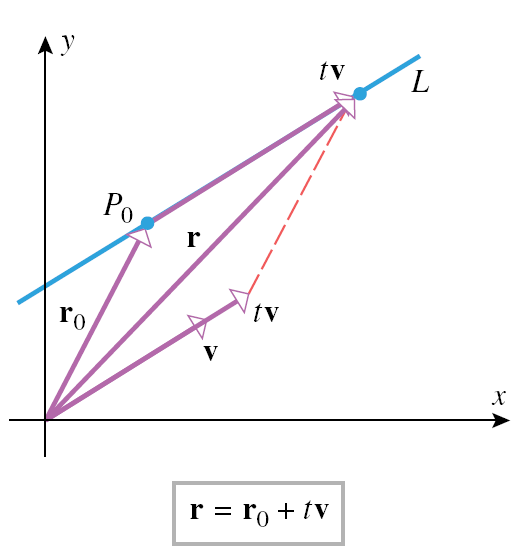 y
tv
L
P₀
r
r₀
tv
v
x
r = r₀ + tv